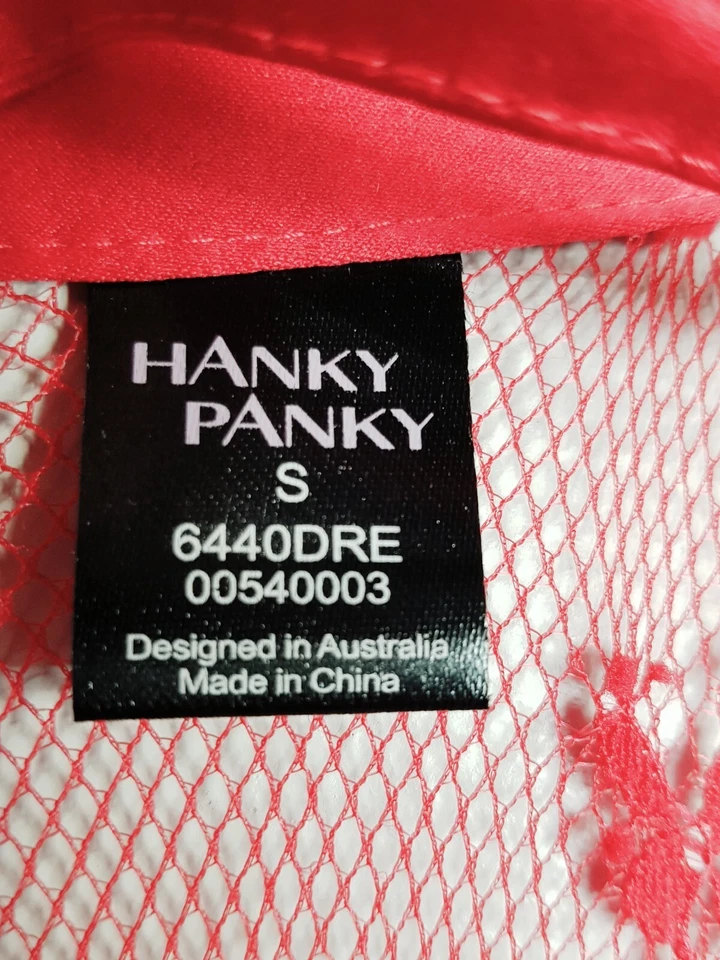 HANKY
PANKY
S
6440DRE
00540003
Designed in Australia
Made in China